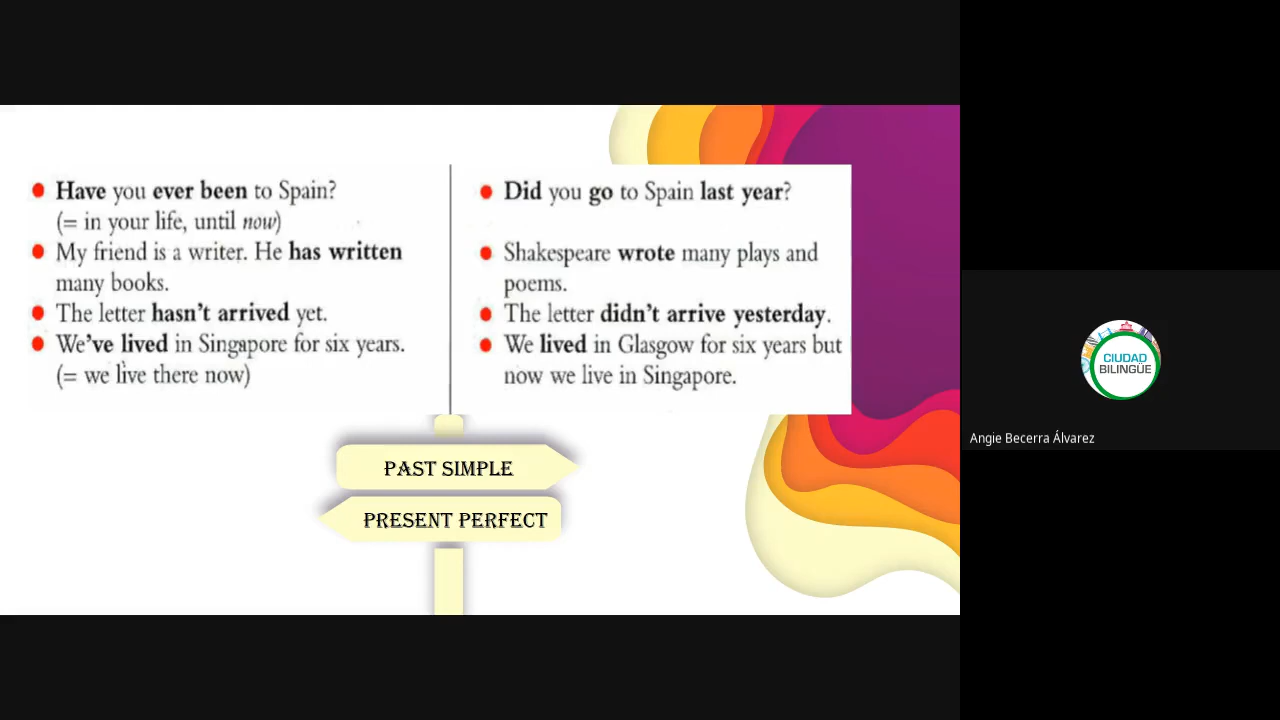 Have you ever been to Spain?
(= in your life, until now)
My friend is a writer. He has written
many books.
The letter hasn't arrived yet.
We've lived in Singapore for six years.
(= we live there now)
Did you go to Spain last year?
Shakespeare wrote many plays and
poems.
The letter didn't arrive yesterday.
We lived in Glasgow for six years but
now we live in Singapore.
PAST SIMPLE
PRESENT PERFECT
CIUDAD
BILINGÜE
Angie Becerra Álvarez